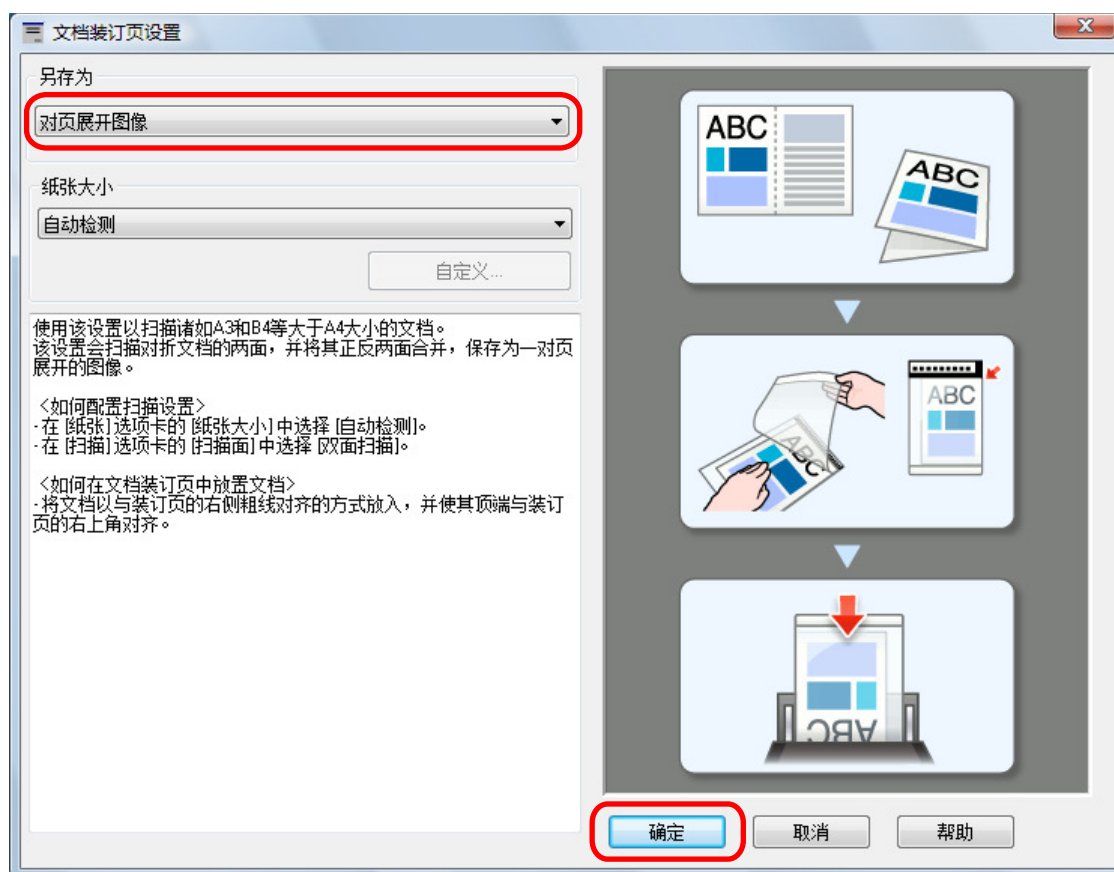 文档装订页设置
另存为
对页展开图像
纸张大小
自动检测
自定义...
使用该设置以扫描诸如A3和B4等大于A4大小的文档。
该设置会扫描对折文档的两面，并将其正反两面合并，保存为一对页
展开的图像。
〈如何配置扫描设置〉
·在 [纸张] 选项卡的 [纸张大小] 中选择 [自动检测]。
·在 [扫描] 选项卡的 [扫描面] 中选择 [双面扫描]。
〈如何在文档装订页中放置文档〉
·将文档以与装订页的右侧粗线对齐的方式放入，并使其顶端与装订
页的右上角对齐。
ABC
ABC
ABC
ABC
ABC
确定
取消
帮助